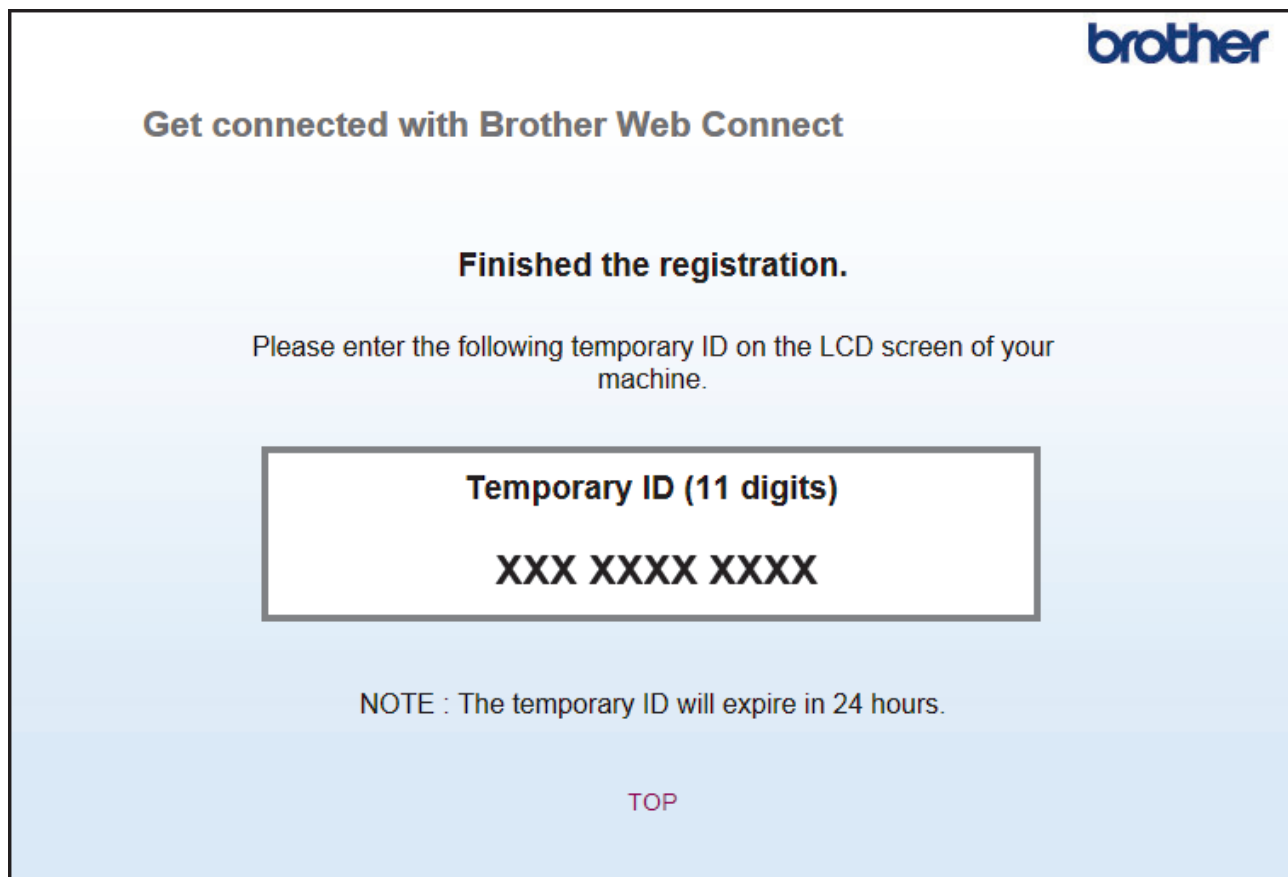 brother
Get connected with Brother Web Connect
Finished the registration.
Please enter the following temporary ID on the LCD screen of your
machine.
Temporary ID (11 digits)
XXX XXXX XXXX
NOTE : The temporary ID will expire in 24 hours.
TOP